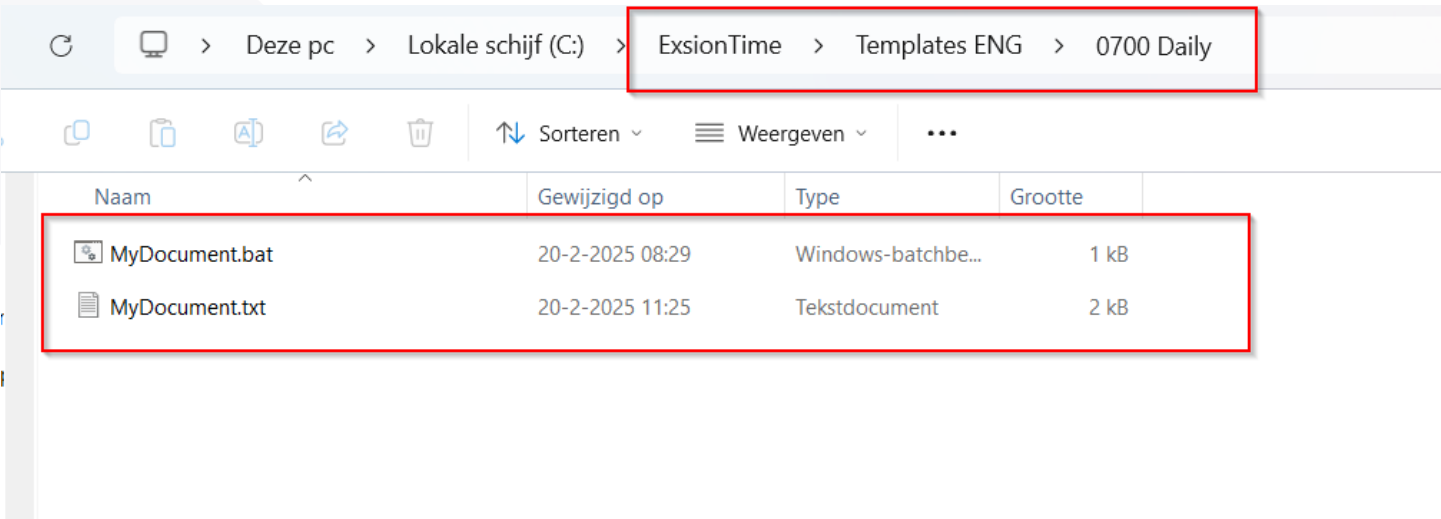 Deze pc > Lokale schijf (C:) > ExsionTime > Templates ENG > 0700 Daily
Sorteren Weergeven ...
Naam Gewijzigd op Type Grootte
MyDocument.bat 20-2-2025 08:29 Windows-batchbe... 1 kB
MyDocument.txt 20-2-2025 11:25 Tekstdocument 2 kB